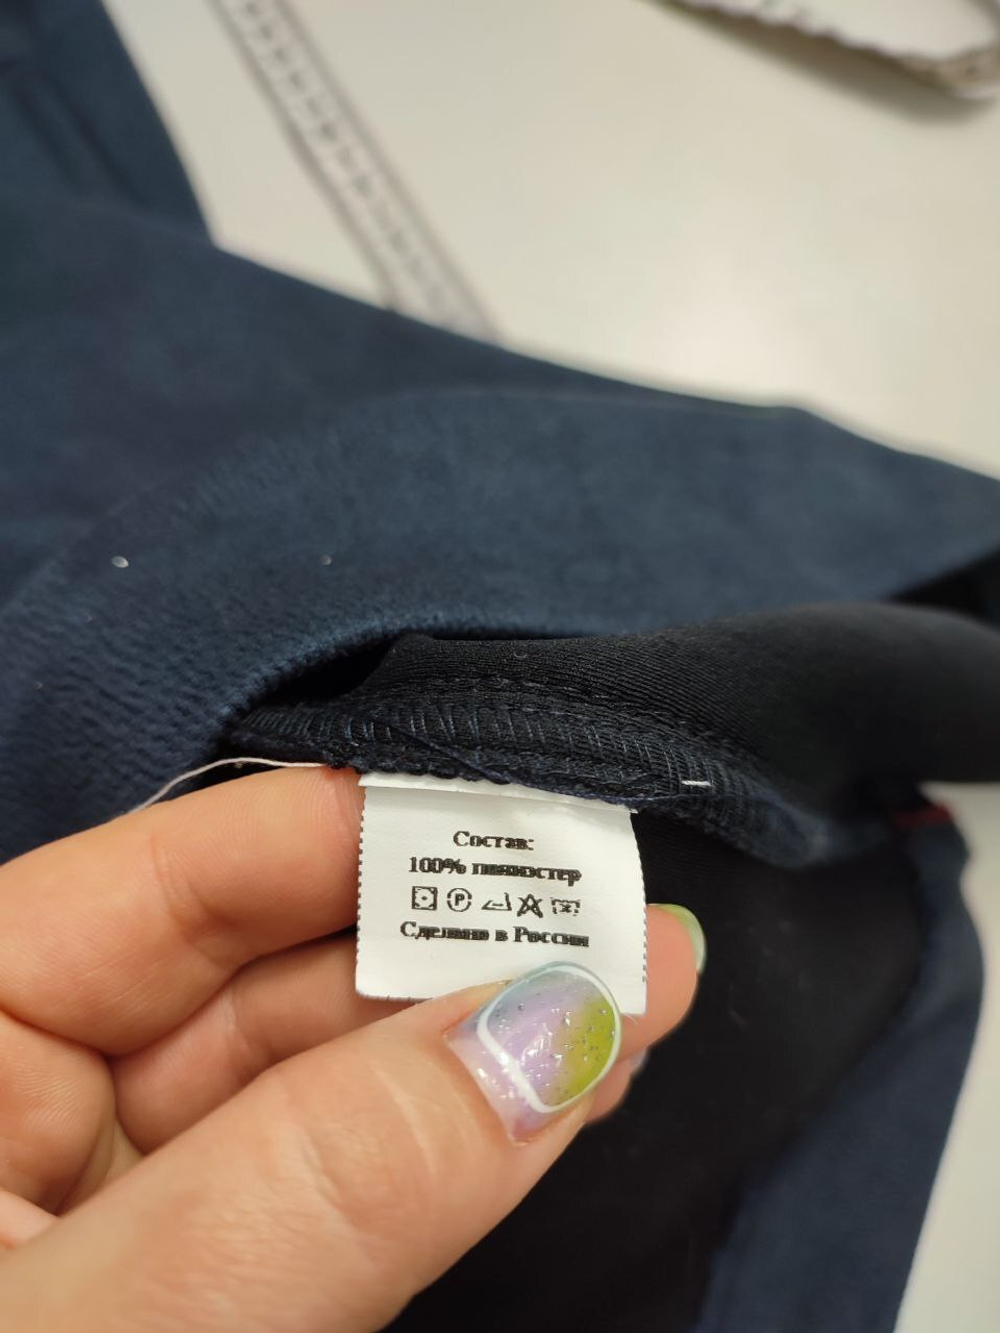 Состав:
100% полиэстер
P
Сделано в России